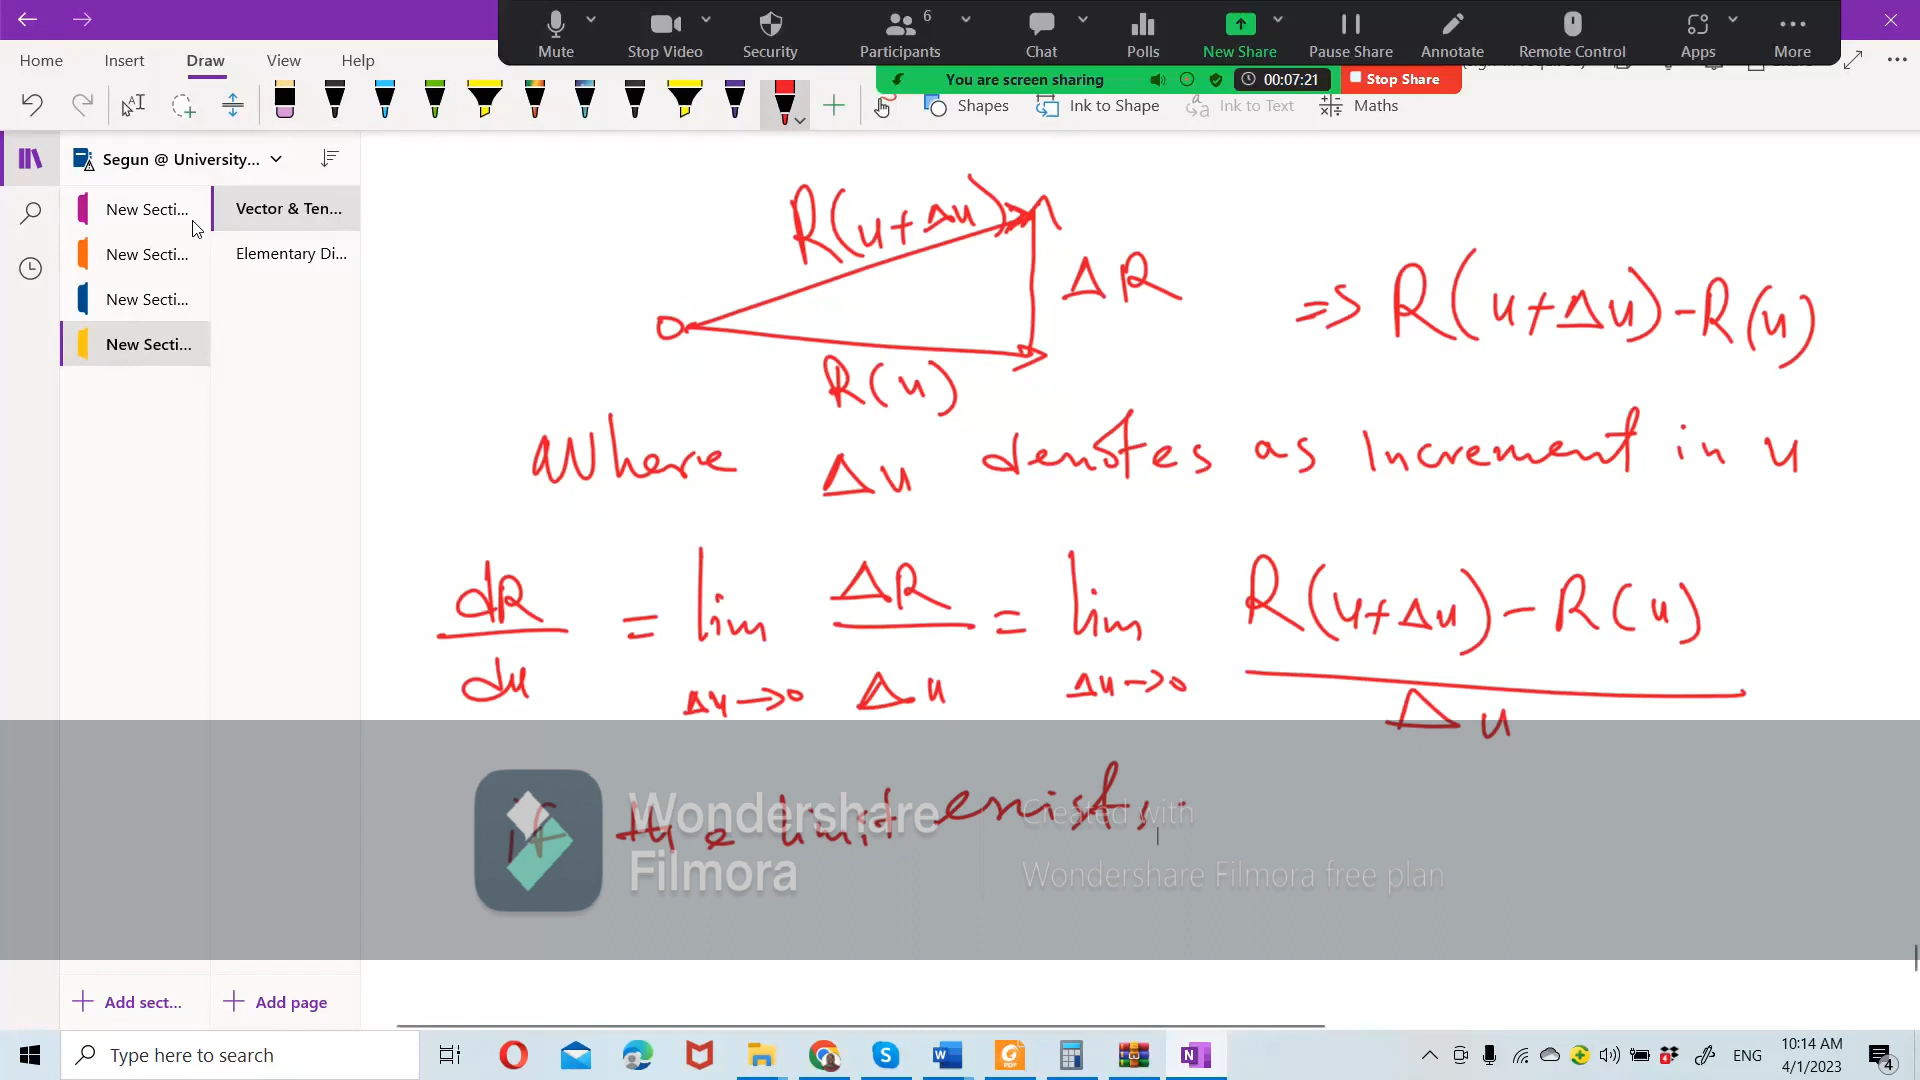 Mute
Stop Video
Security
Participants
6
Chat
Polls
New Share
Pause Share
Annotate
Remote Control
Apps
More
You are screen sharing
00:07:21
Stop Share
Home
Insert
Draw
View
Help
Shapes
Ink to Shape
Ink to Text
Maths
Segun @ University...
New Secti...
New Secti...
New Secti...
New Secti...
Vector & Ten...
Elementary Di...
R(u+Δu)
ΔR
=> R(u+Δu)-R(u)
O
R(u)
Where Δu denotes as increment in u
dR/du = lim Δu->0 ΔR/Δu = lim Δu->0 R(u+Δu)-R(u)/Δu
if the limit exists.
Wondershare
Filmora
Created with
Wondershare Filmora free plan
Add sect...
Add page
Type here to search
ENG
10:14 AM
4/1/2023
4